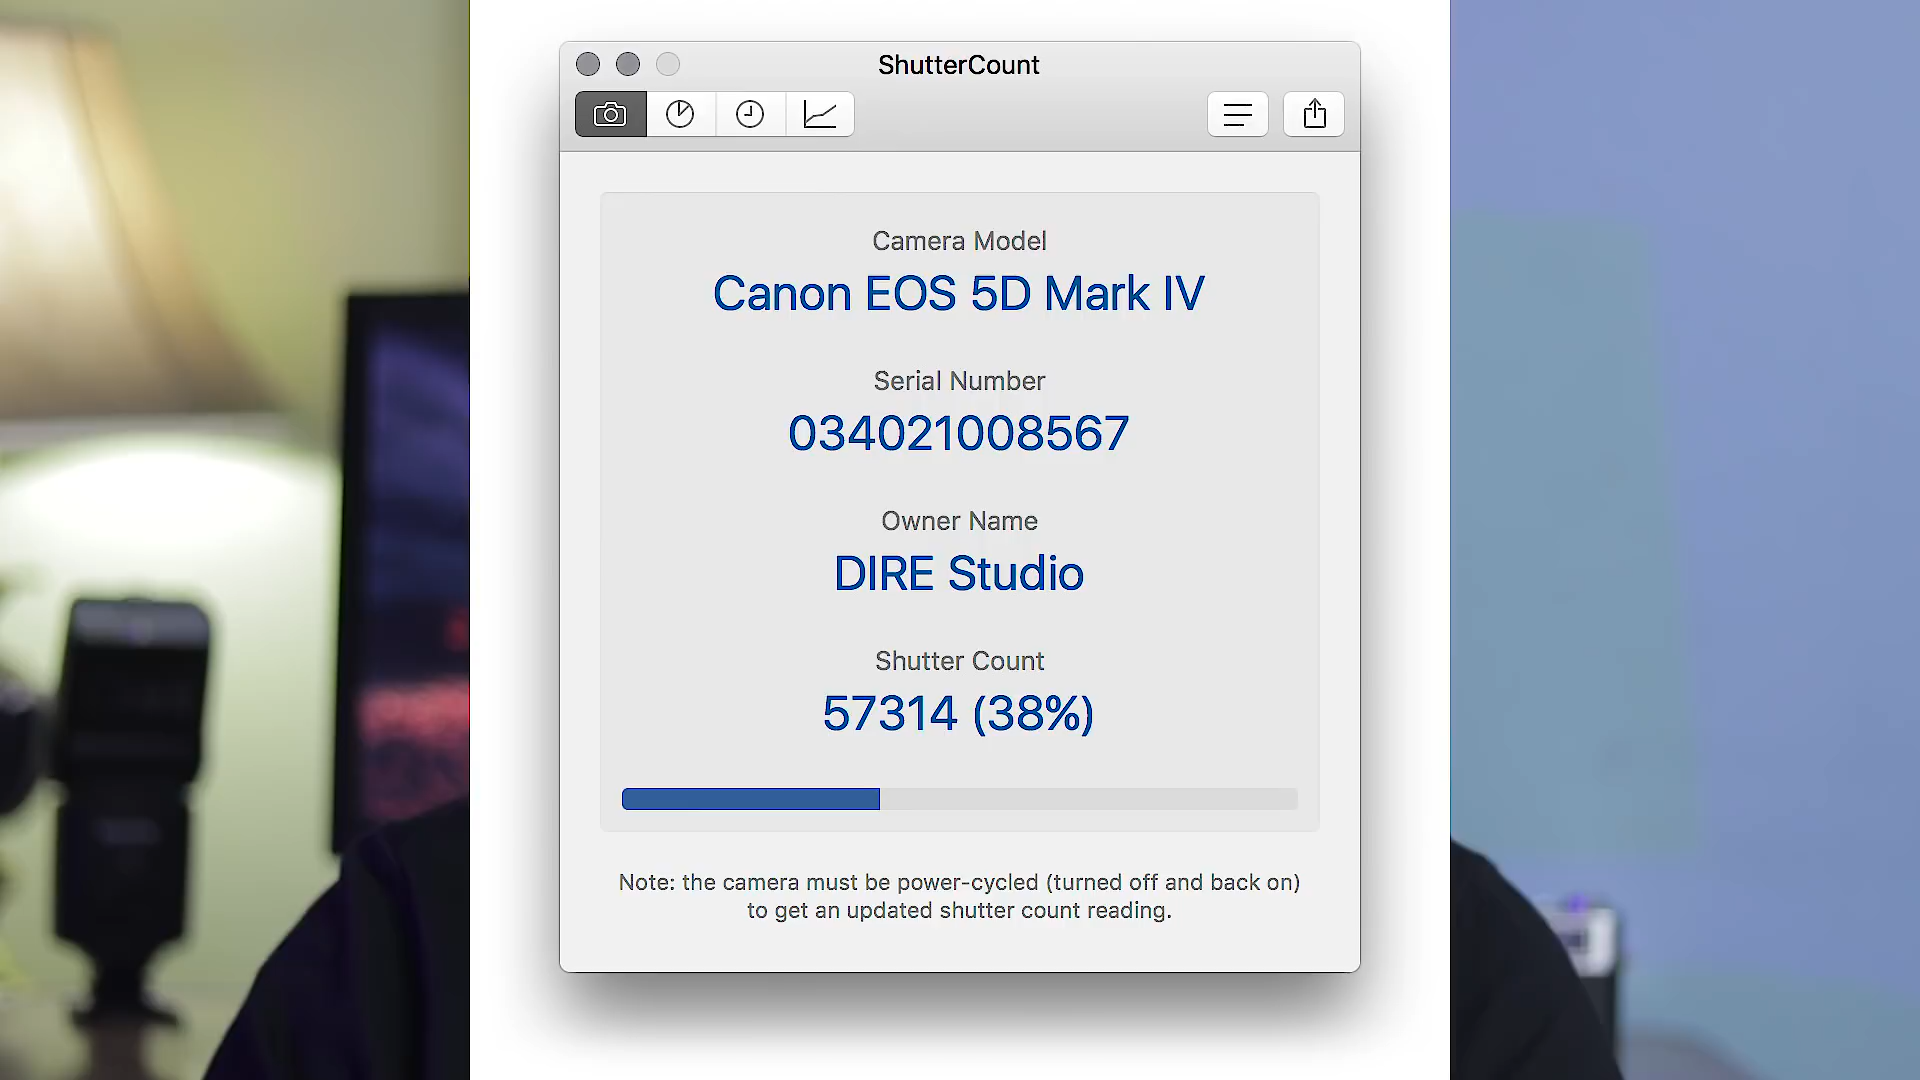 ShutterCount
Camera Model
Canon EOS 5D Mark IV
Serial Number
034021008567
Owner Name
DIRE Studio
Shutter Count
57314 (38%)
Note: the camera must be power-cycled (turned off and back on)
to get an updated shutter count reading.